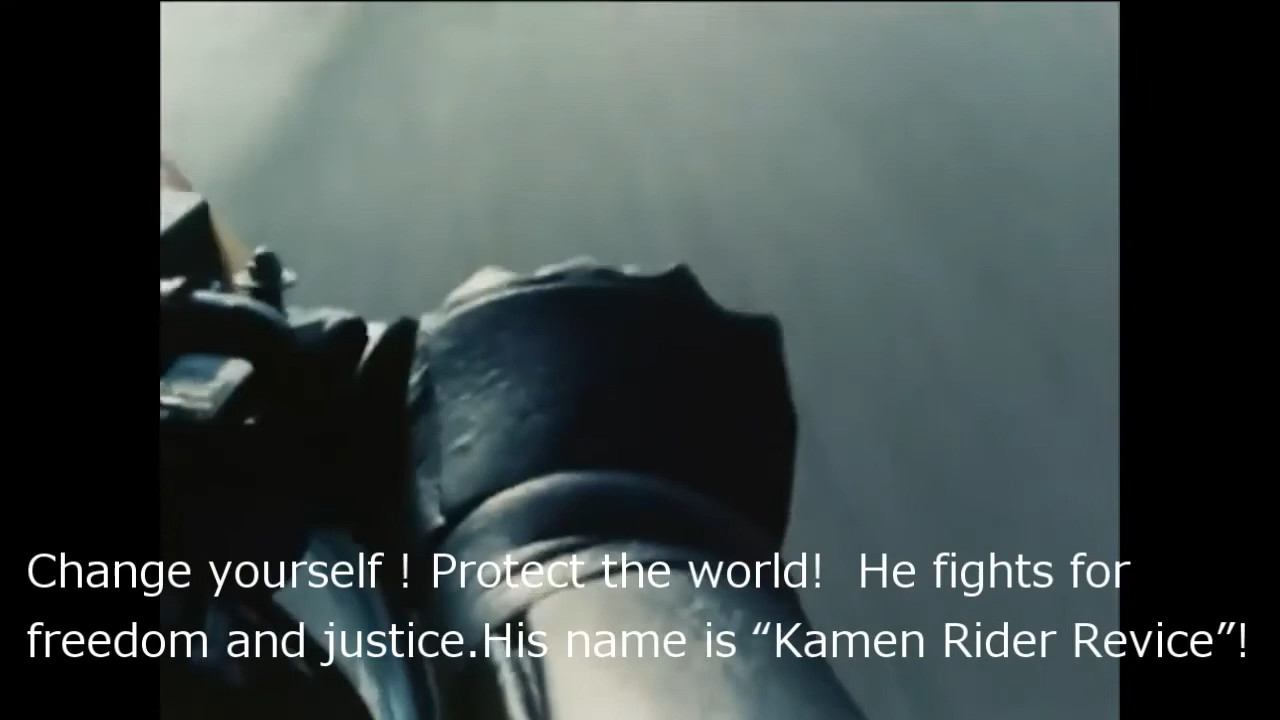 Change yourself ! Protect the world!  He fights for
freedom and justice.His name is “Kamen Rider Revice”!